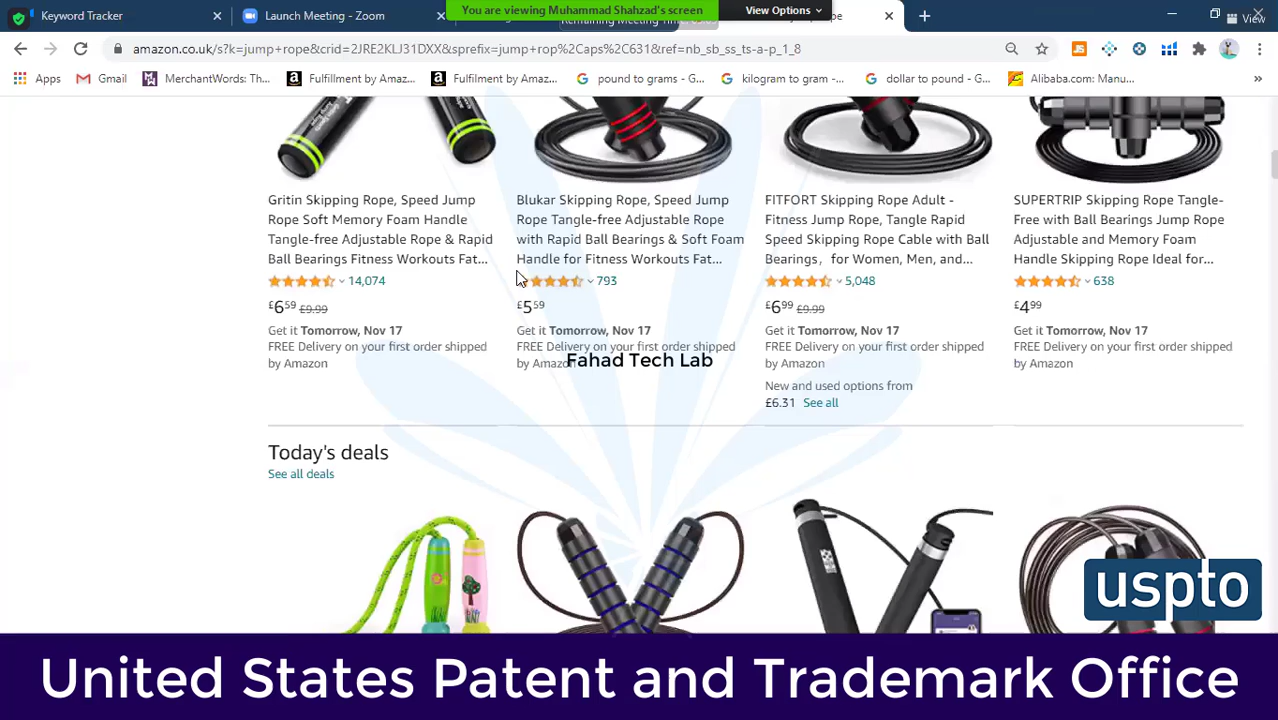 You are viewing Muhammad Shahzad's screen
View Options
Keyword Tracker
Launch Meeting - Zoom
Remaining Meeting Time:
View
amazon.co.uk/s?k=jump+rope&crid=2JRE2KLJ31DXX&sprefix=jump+rop%2Caps%2C631&ref=nb_sb_ss_ts-a-p_1_8
Apps
Gmail
MerchantWords: Th...
Fulfillment by Amaz...
Fulfilment by Amaz...
pound to grams - G...
kilogram to gram -...
dollar to pound - G...
Alibaba.com: Manu...
Gritin Skipping Rope, Speed Jump
Rope Soft Memory Foam Handle
Tangle-free Adjustable Rope & Rapid
Ball Bearings Fitness Workouts Fat...
14,074
£6 59 £9.99
Get it Tomorrow, Nov 17
FREE Delivery on your first order shipped
by Amazon
Blukar Skipping Rope, Speed Jump
Rope Tangle-free Adjustable Rope
with Rapid Ball Bearings & Soft Foam
Handle for Fitness Workouts Fat...
793
£5 59
Get it Tomorrow, Nov 17
FREE Delivery on your first order shipped
by Amazon
FITFORT Skipping Rope Adult -
Fitness Jump Rope, Tangle Rapid
Speed Skipping Rope Cable with Ball
Bearings，for Women, Men, and...
5,048
£6 99 £9.99
Get it Tomorrow, Nov 17
FREE Delivery on your first order shipped
by Amazon
New and used options from
£6.31 See all
SUPERTRIP Skipping Rope Tangle-
Free with Ball Bearings Jump Rope
Adjustable and Memory Foam
Handle Skipping Rope Ideal for...
638
£4 99
Get it Tomorrow, Nov 17
FREE Delivery on your first order shipped
by Amazon
Fahad Tech Lab
Today's deals
See all deals
uspto
United States Patent and Trademark Office